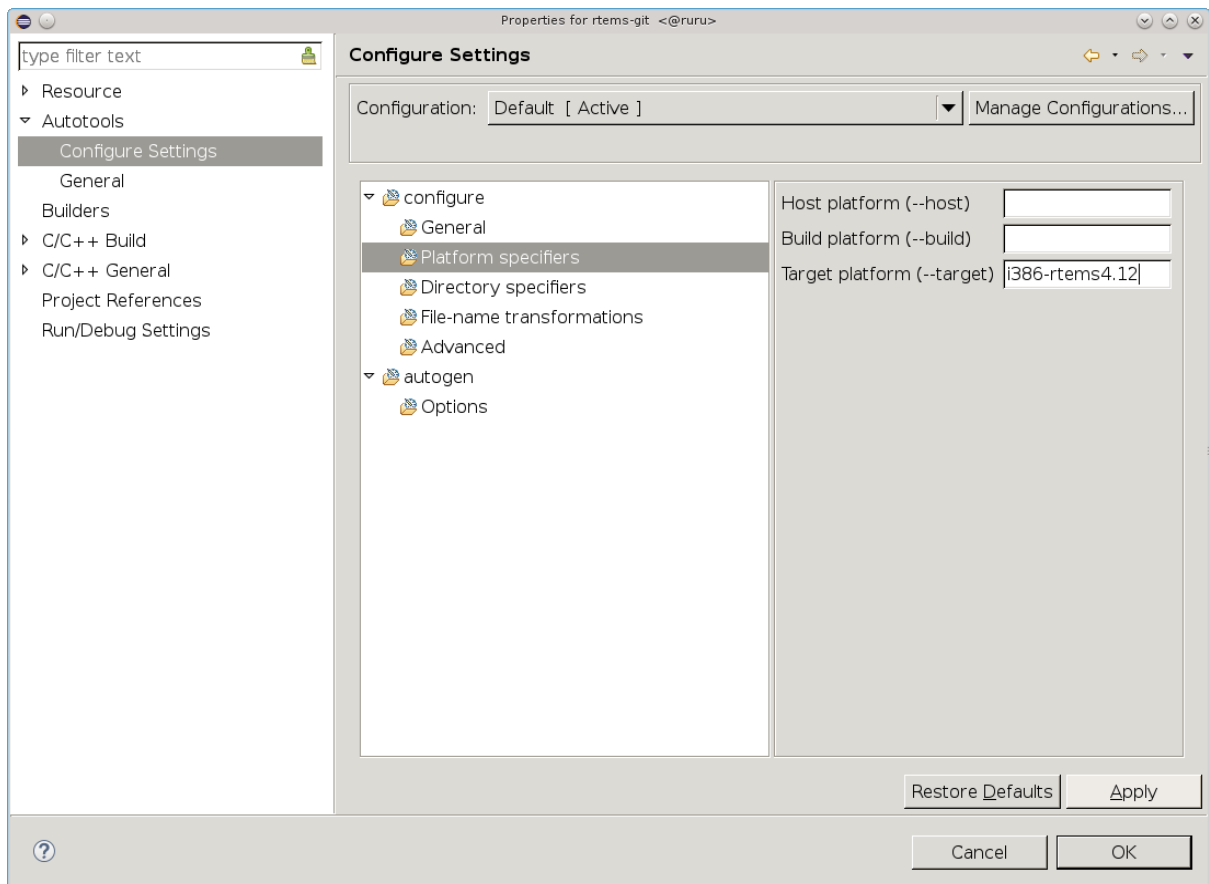 Properties for rtems-git <@ruru>
type filter text
Resource
Autotools
Configure Settings
General
Builders
C/C++ Build
C/C++ General
Project References
Run/Debug Settings
Configure Settings
Configuration: Default [ Active ] Manage Configurations...
configure
General
Platform specifiers
Directory specifiers
File-name transformations
Advanced
autogen
Options
Host platform (--host)
Build platform (--build)
Target platform (--target) i386-rtems4.12
Restore Defaults Apply
Cancel OK